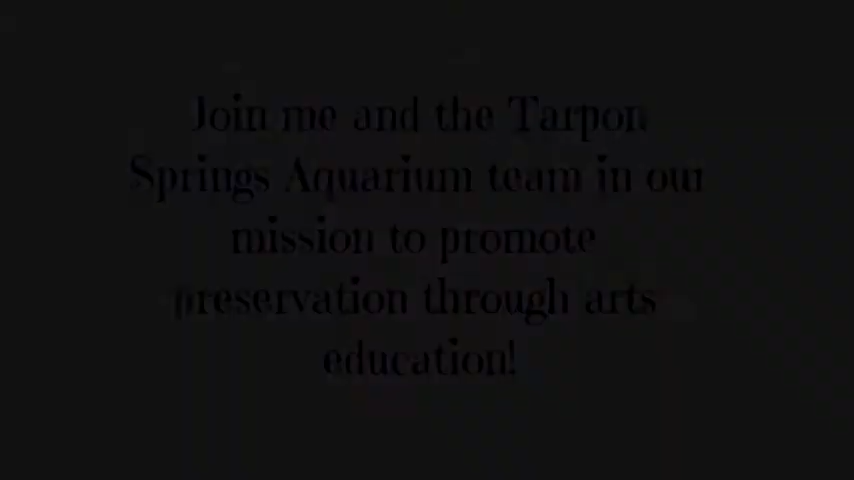 Join me and the Tarpon
Springs Aquarium team in our
mission to promote
preservation through arts
education!